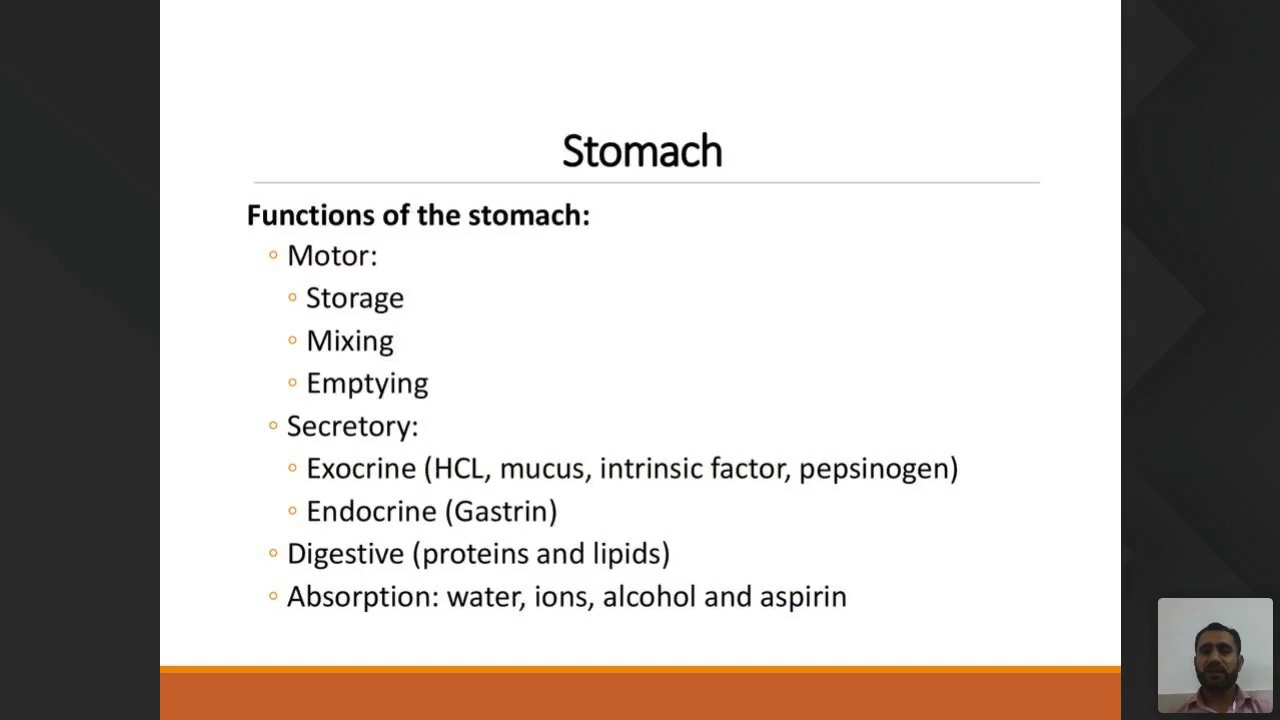 Stomach
Functions of the stomach:
◦ Motor:
◦ Storage
◦ Mixing
◦ Emptying
◦ Secretory:
◦ Exocrine (HCL, mucus, intrinsic factor, pepsinogen)
◦ Endocrine (Gastrin)
◦ Digestive (proteins and lipids)
◦ Absorption: water, ions, alcohol and aspirin